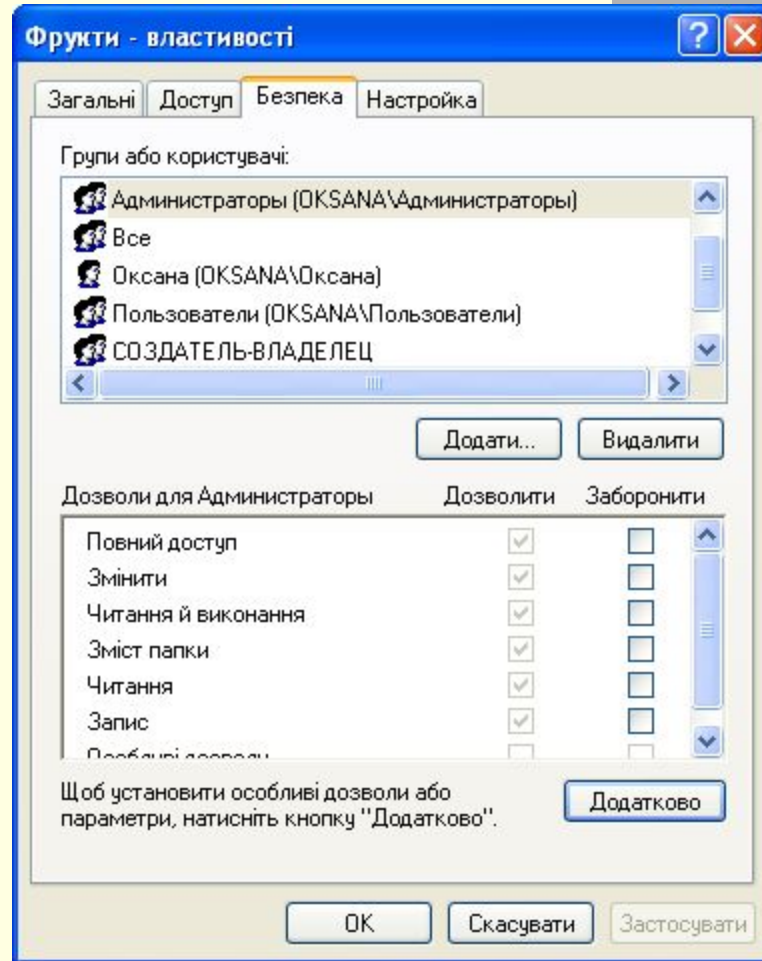 Фрукти - властивості
Загальні Доступ Безпека Настройка
Групи або користувачі:
Администраторы (OKSANA\Администраторы)
Все
Оксана (OKSANA\Оксана)
Пользователи (OKSANA\Пользователи)
СОЗДАТЕЛЬ-ВЛАДЕЛЕЦ
Додати... Видалити
Дозволи для Администраторы Дозволити Заборонити
Повний доступ
Змінити
Читання й виконання
Зміст папки
Читання
Запис
Особливі дозволи
Щоб установити особливі дозволи або
параметри, натисніть кнопку "Додатково".
Додатково
OK Скасувати Застосувати